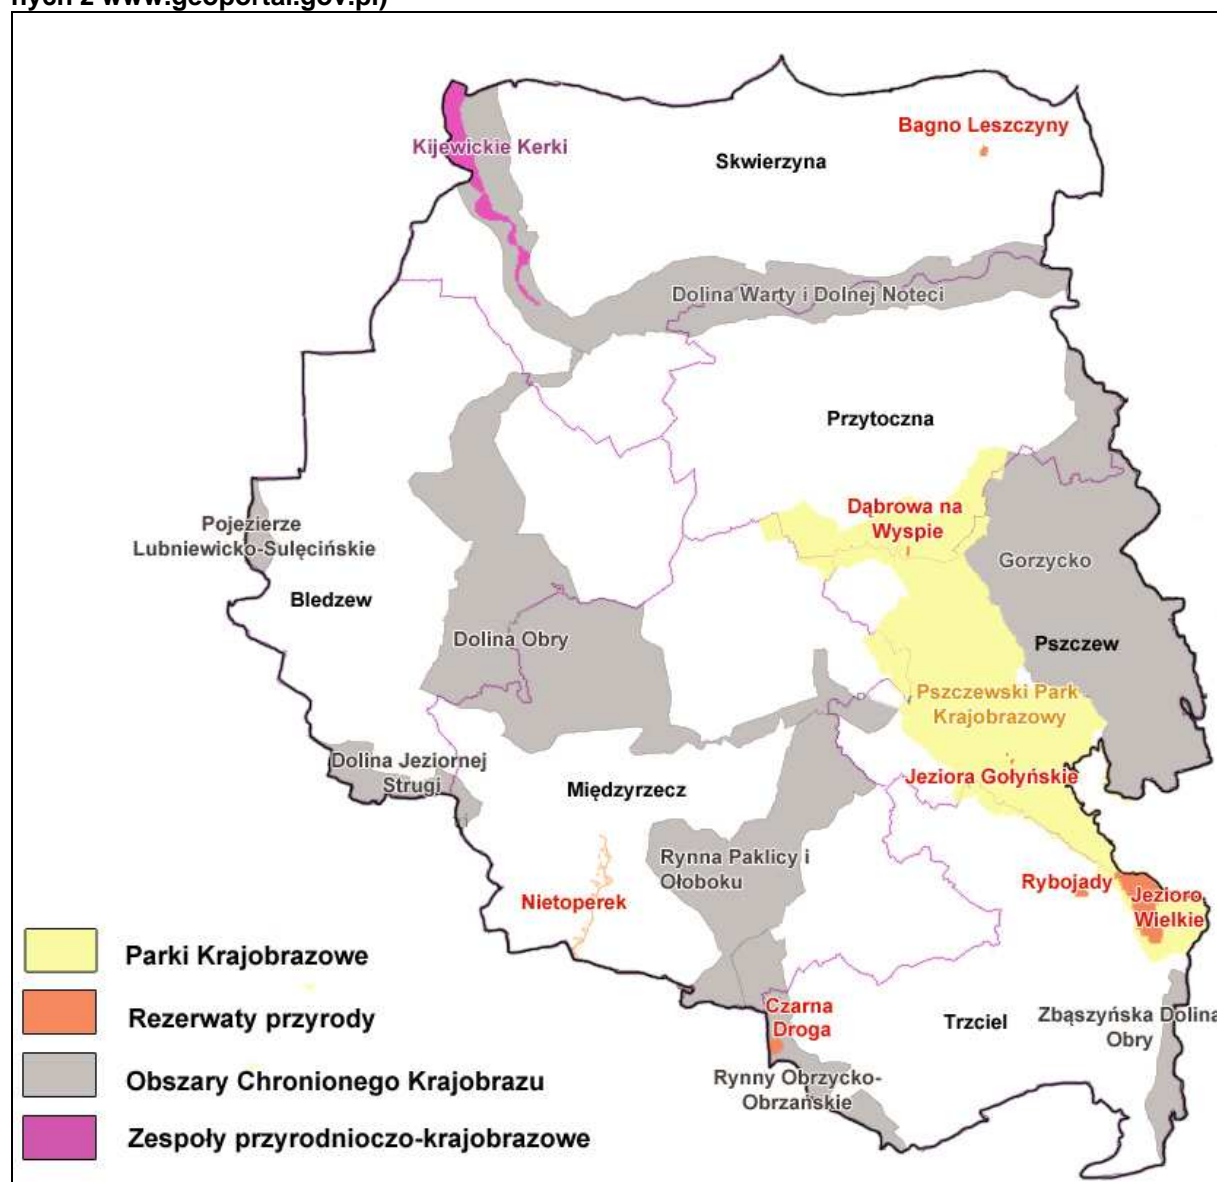 nych z www.geoportal.gov.pl)
Bagno Leszczyny
Kijewickie Kerki
Skwierzyna
Dolina Warty i Dolnej Noteci
Przytoczna
Dąbrowa na
Wyspie
Pojezierze
Lubniewicko-Sulęcińskie
Gorzycko
Bledzew
Dolina Obry
Pszczew
Pszczewski Park
Krajobrazowy
Dolina Jeziornej
Strugi
Międzyrzecz
Jeziora Gołyńskie
Rynna Paklicy i
Ołoboku
Rybojady
Jezioro
Wielkie
Nietoperek
Czarna
Droga
Trzciel
Zbąszyńska Dolina
Obry
Rynny Obrzycko-
Obrzańskie
Parki Krajobrazowe
Rezerwaty przyrody
Obszary Chronionego Krajobrazu
Zespoły przyrodnioczo-krajobrazowe